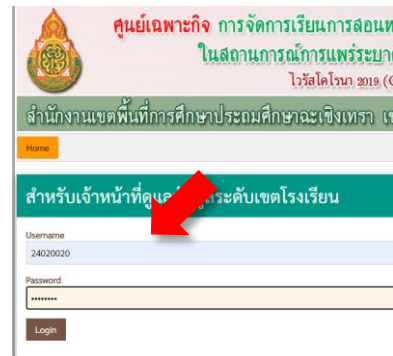 ศูนย์เฉพาะกิจ การจัดการเรียนการสอนท
ในสถานการณ์การแพร่ระบา
ไวรัสโคโรนา 2019 (
สำนักงานเขตพื้นที่การศึกษาประถมศึกษาฉะเชิงเทรา เข
Home
สำหรับเจ้าหน้าที่ดูแล ระดับเขตโรงเรียน
Username
24020020
Password
••••••••
Login